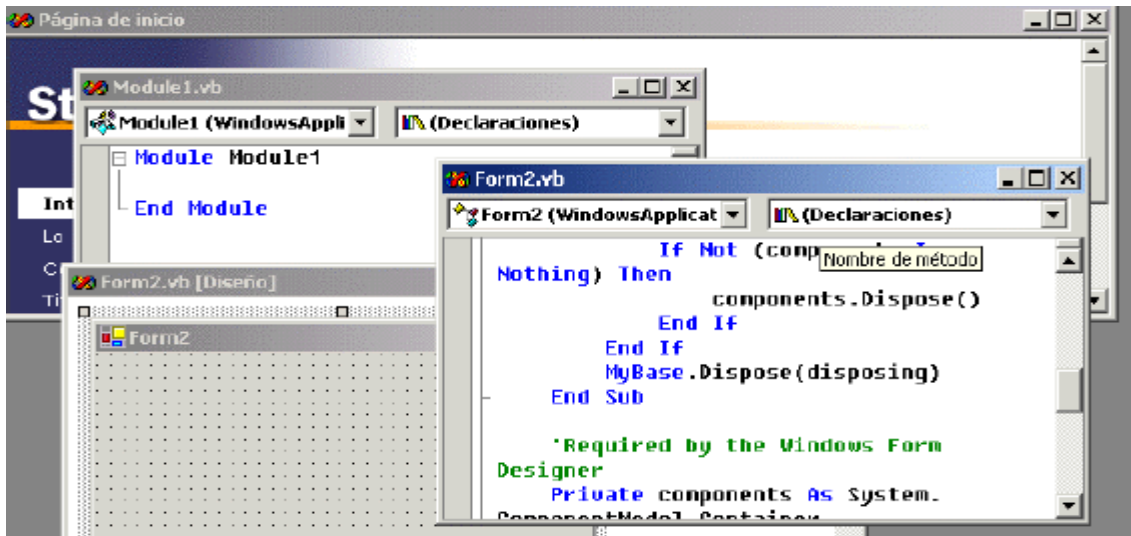 Página de inicio
St
Int
Lo
C
Ti
Module1.vb
Module1 (WindowsAppli
(Declaraciones)
Module Module1
End Module
Form2.vb [Diseño]
Form2
Form2.vb
Form2 (WindowsApplicat
(Declaraciones)
If Not (comp
Nombre de método
Nothing) Then
components.Dispose()
End If
End If
MyBase.Dispose(disposing)
End Sub
'Required by the Windows Form
Designer
Private components As System.
ComponentModel.Container